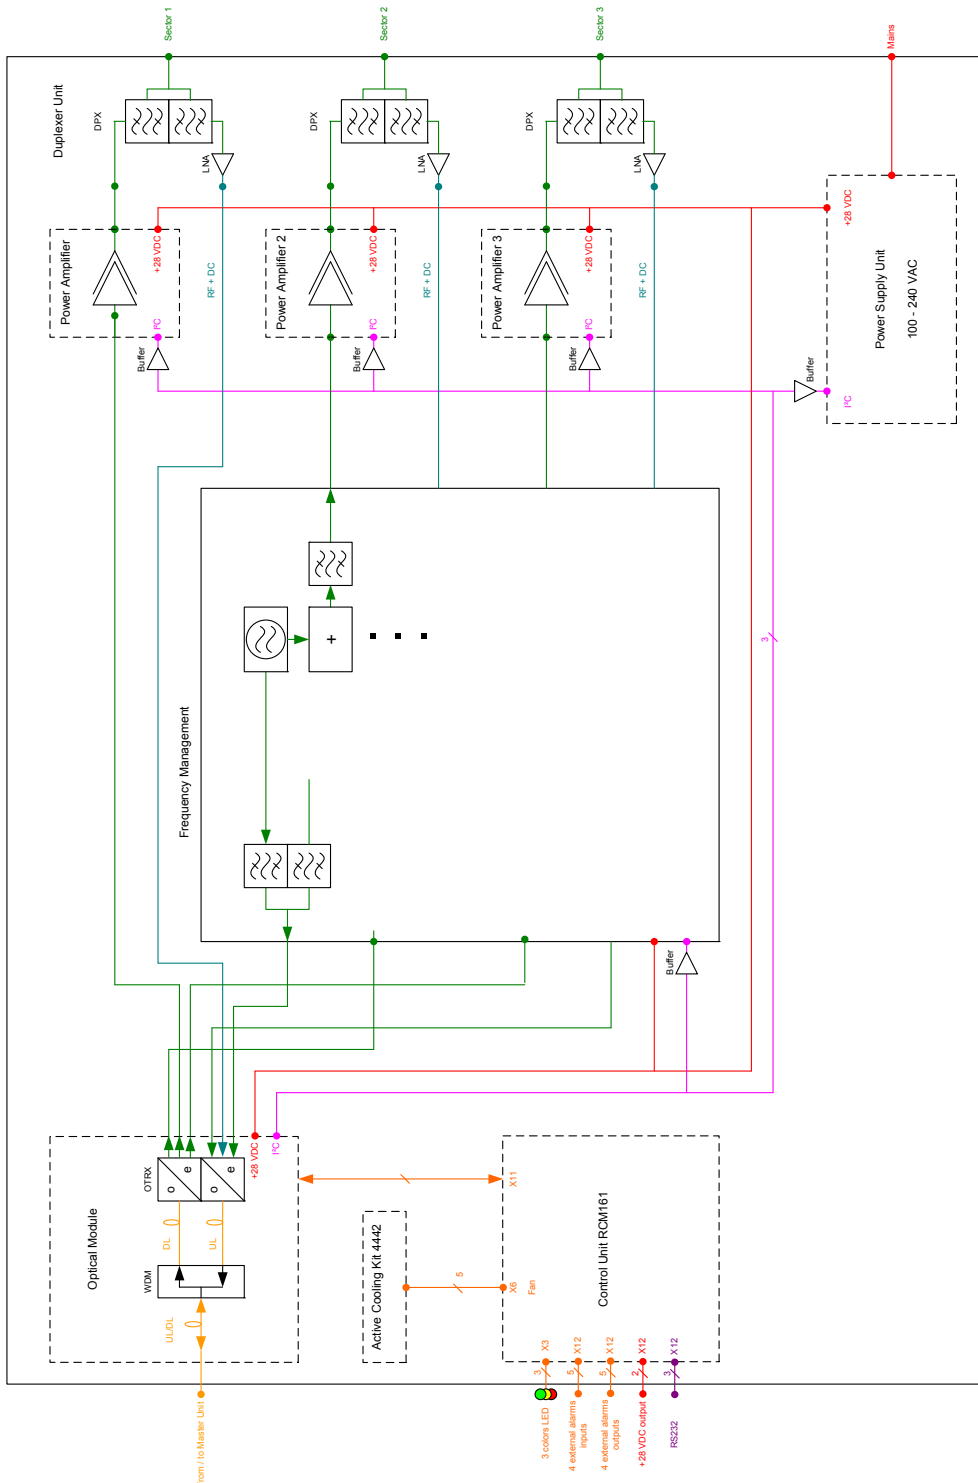 Sector 1
Sector 2
Sector 3
Mains
Duplexer Unit
DPX
DPX
DPX
LNA
LNA
LNA
Power Amplifier
+28 VDC
I²C
Buffer
RF + DC
Power Amplifier 2
+28 VDC
I²C
Buffer
RF + DC
Power Amplifier 3
+28 VDC
I²C
Buffer
RF + DC
+28 VDC
Power Supply Unit
100 - 240 VAC
I²C
Buffer
Frequency Management
+
3
Buffer
Optical Module
OTRX
o
e
o
e
+28 VDC
I²C
DL
UL
WDM
UL/DL
rom / to Master Unit
Active Cooling Kit 4442
5
X11
X6
Fan
Control Unit RCM161
X3
X12
X12
X12
X12
3
5
5
2
3
3 colors LED
4 external alarms
inputs
4 external alarms
outputs
+28 VDC output
RS232